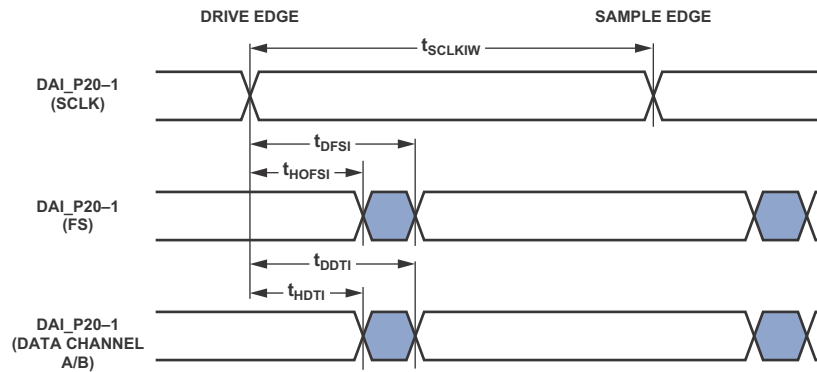 DRIVE EDGE
SAMPLE EDGE
tSCLKIW
DAI_P20–1
(SCLK)
tDFSI
tHOFSI
DAI_P20–1
(FS)
tDDTI
tHDTI
DAI_P20–1
(DATA CHANNEL
A/B)